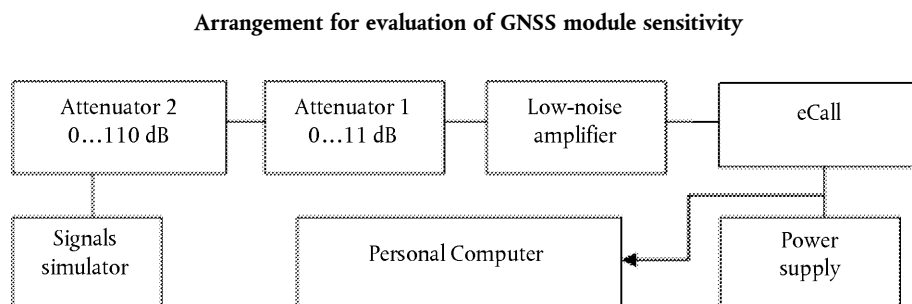 Arrangement for evaluation of GNSS module sensitivity
Attenuator 2
0…110 dB
Attenuator 1
0…11 dB
Low-noise
amplifier
eCall
Signals
simulator
Personal Computer
Power
supply